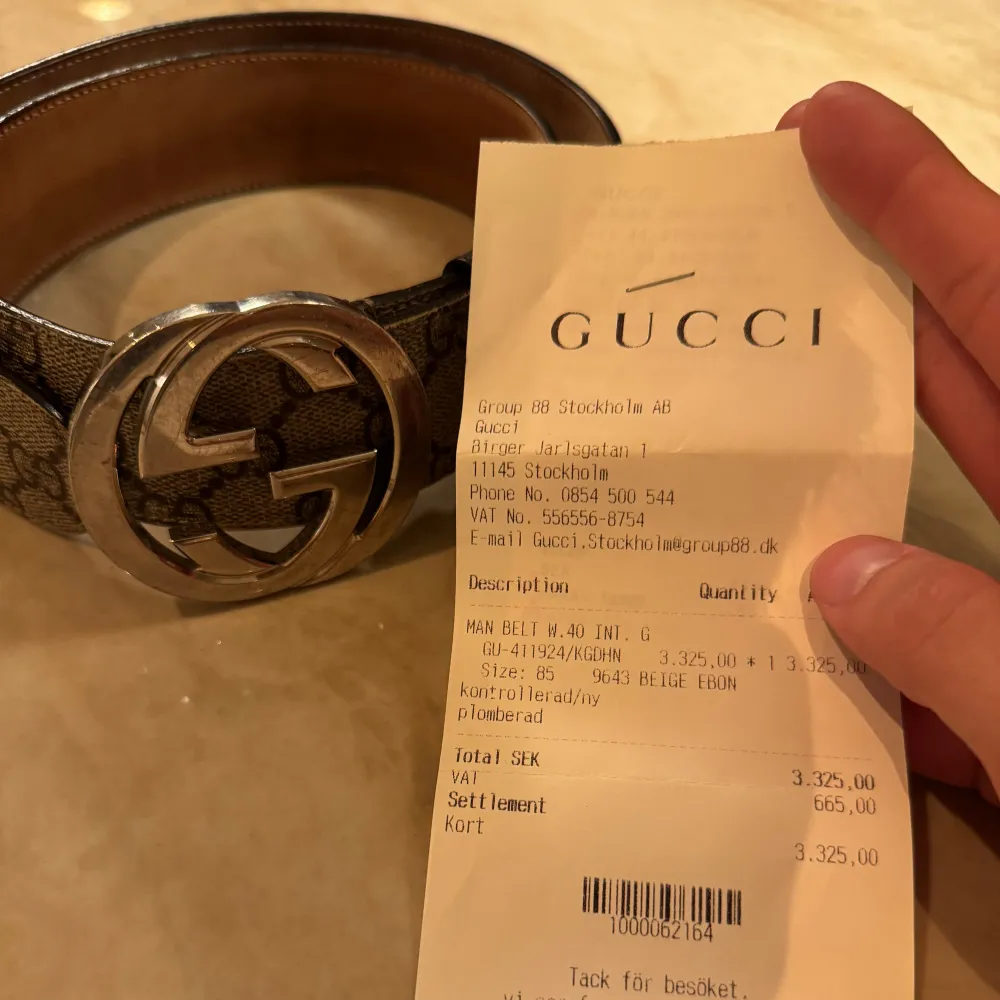 GUCCI
Group 88 Stockholm AB
Gucci
Birger Jarlsgatan 1
11145 Stockholm
Phone No. 0854 500 544
VAT No. 556556-8754
E-mail Gucci.Stockholm@group88.dk
Description Quantity
MAN BELT W.40 INT. G
GU-411924/KGDHN 3.325,00 * 1 3.325,00
Size: 85 9643 BEIGE EBON
kontrollerad/ny
plomberad
Total SEK 3.325,00
VAT 665,00
Settlement
Kort 3.325,00
1000062164
Tack för besöket.